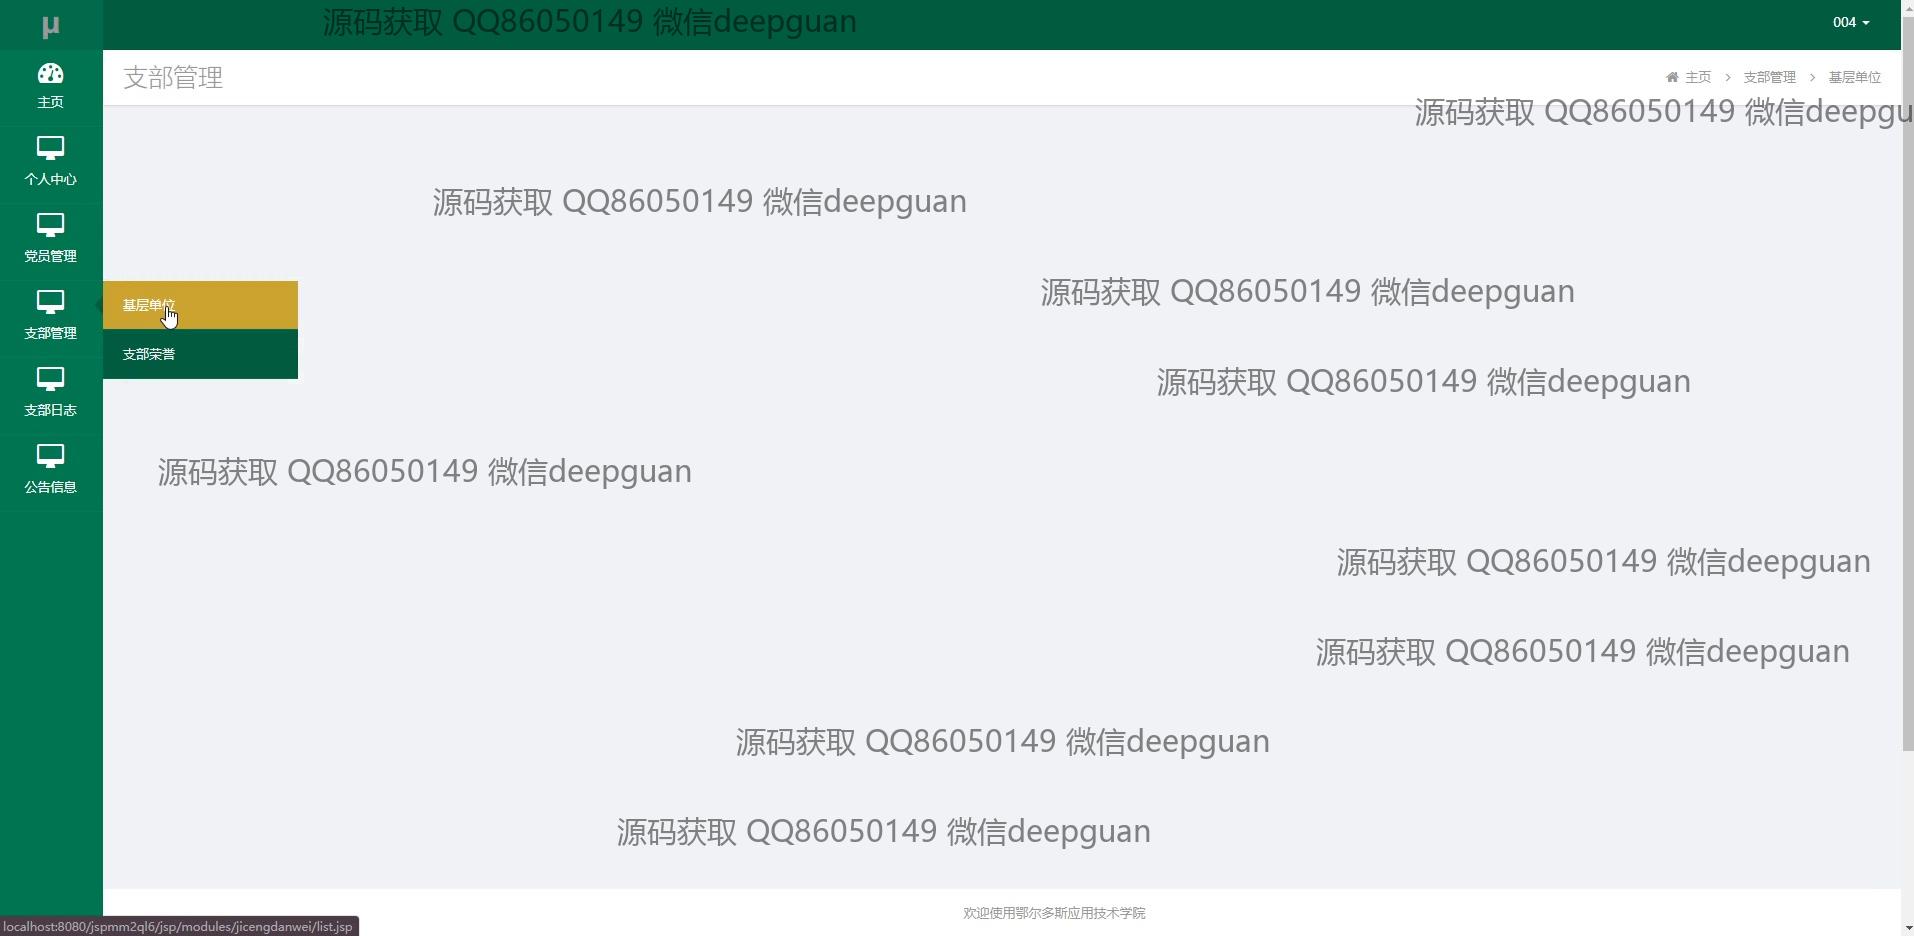 μ
源码获取 QQ86050149 微信deepguan
004
主页
支部管理
主页 > 支部管理 > 基层单位
源码获取 QQ86050149 微信deepgu
个人中心
源码获取 QQ86050149 微信deepguan
党员管理
源码获取 QQ86050149 微信deepguan
基层单位
支部管理
支部荣誉
源码获取 QQ86050149 微信deepguan
支部日志
源码获取 QQ86050149 微信deepguan
公告信息
源码获取 QQ86050149 微信deepguan
源码获取 QQ86050149 微信deepguan
源码获取 QQ86050149 微信deepguan
源码获取 QQ86050149 微信deepguan
欢迎使用鄂尔多斯应用技术学院
localhost:8080/jspmm2ql6/jsp/modules/jicengdanwei/list.jsp